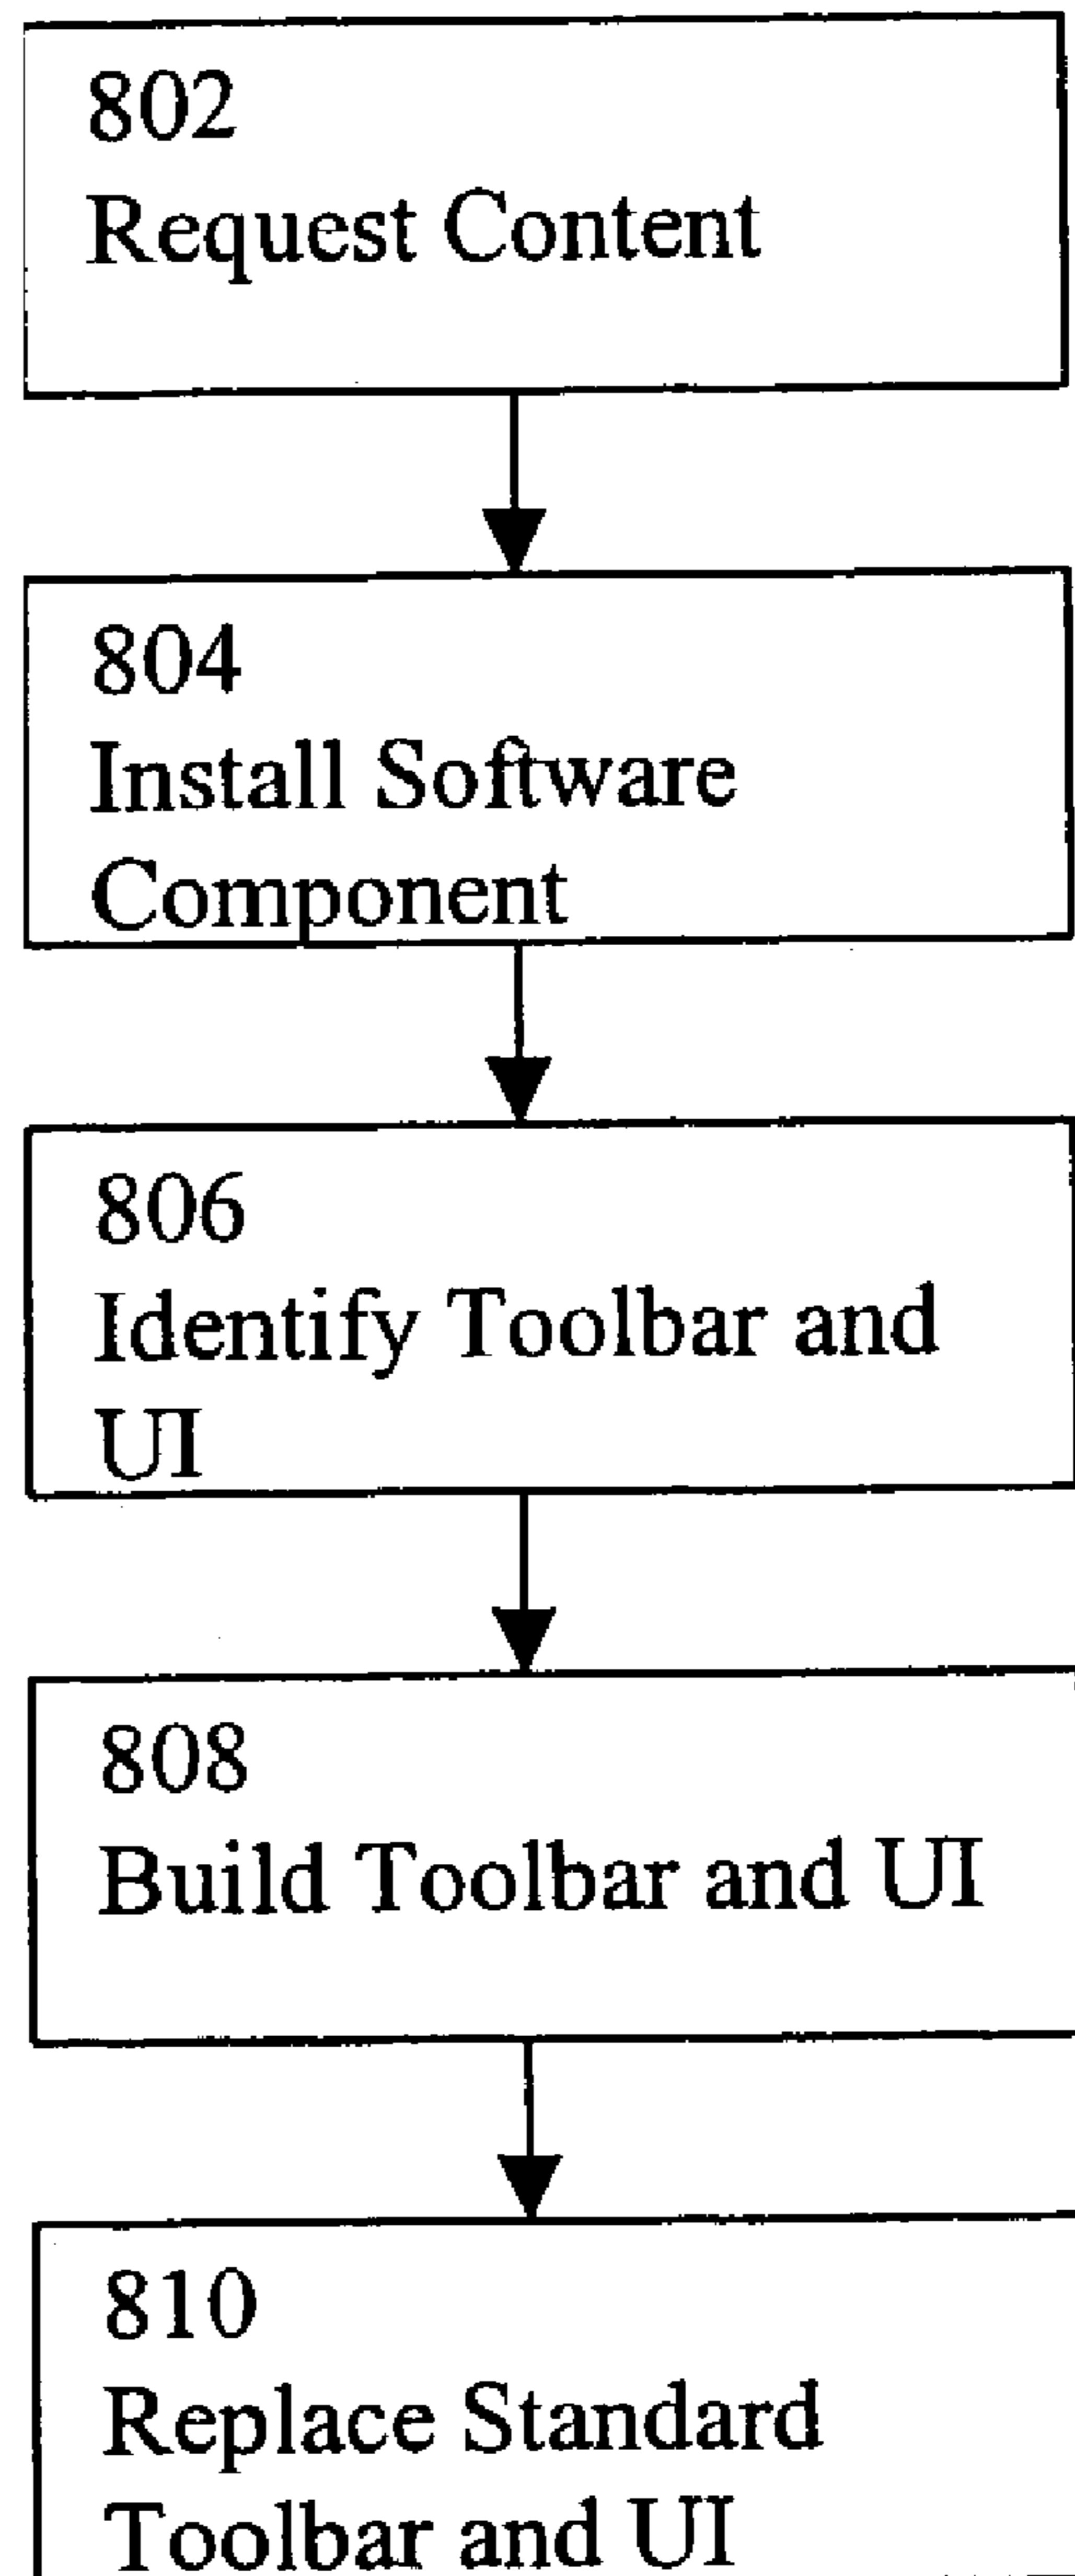 802
Request Content
804
Install Software
Component
806
Identify Toolbar and
UI
808
Build Toolbar and UI
810
Replace Standard
Toolbar and UI